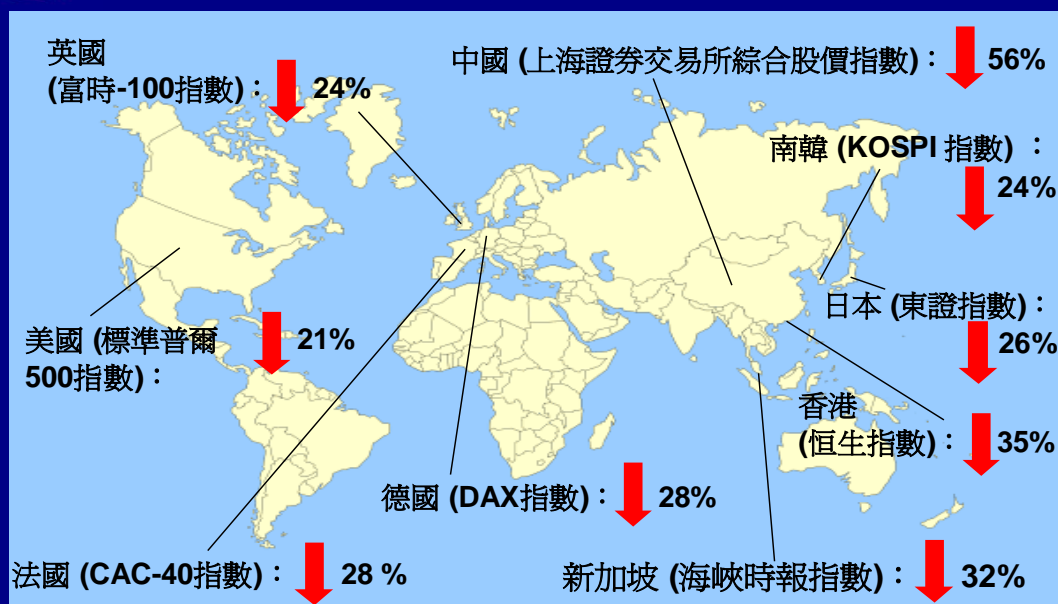 英國
(富時-100指數)： 24%
中國 (上海證券交易所綜合股價指數)： 56%
南韓 (KOSPI 指數) ：
24%
日本 (東證指數)：
26%
美國 (標準普爾 21%
500指數)：
香港
(恒生指數)： 35%
德國 (DAX指數)： 28%
法國 (CAC-40指數)： 28 %
新加坡 (海峽時報指數)： 32%